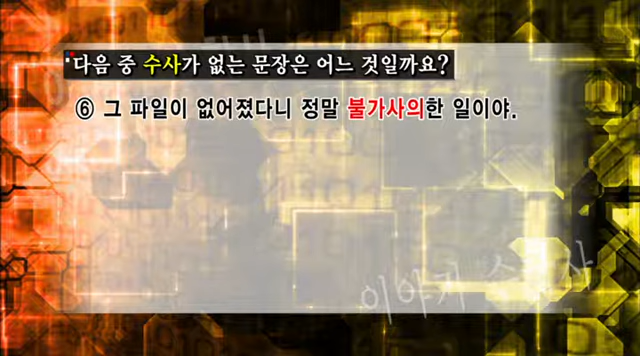 다음 중 수사가 없는 문장은 어느 것일까요?
⑥ 그 파일이 없어졌다니 정말 불가사의한 일이야.
이야기